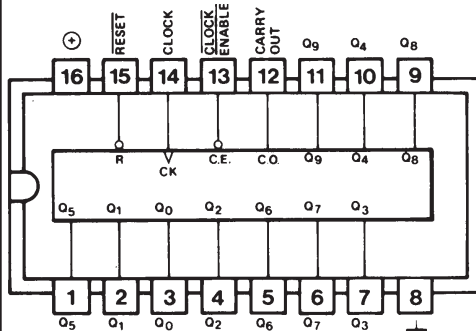 ⊕ RESET CLOCK CLOCK ENABLE CARRY OUT Q9 Q4 Q8
16 15 14 13 12 11 10 9
R CK C.E. C.O. Q9 Q4 Q8
Q5 Q1 Q0 Q2 Q6 Q7 Q3
1 2 3 4 5 6 7 8
Q5 Q1 Q0 Q2 Q6 Q7 Q3